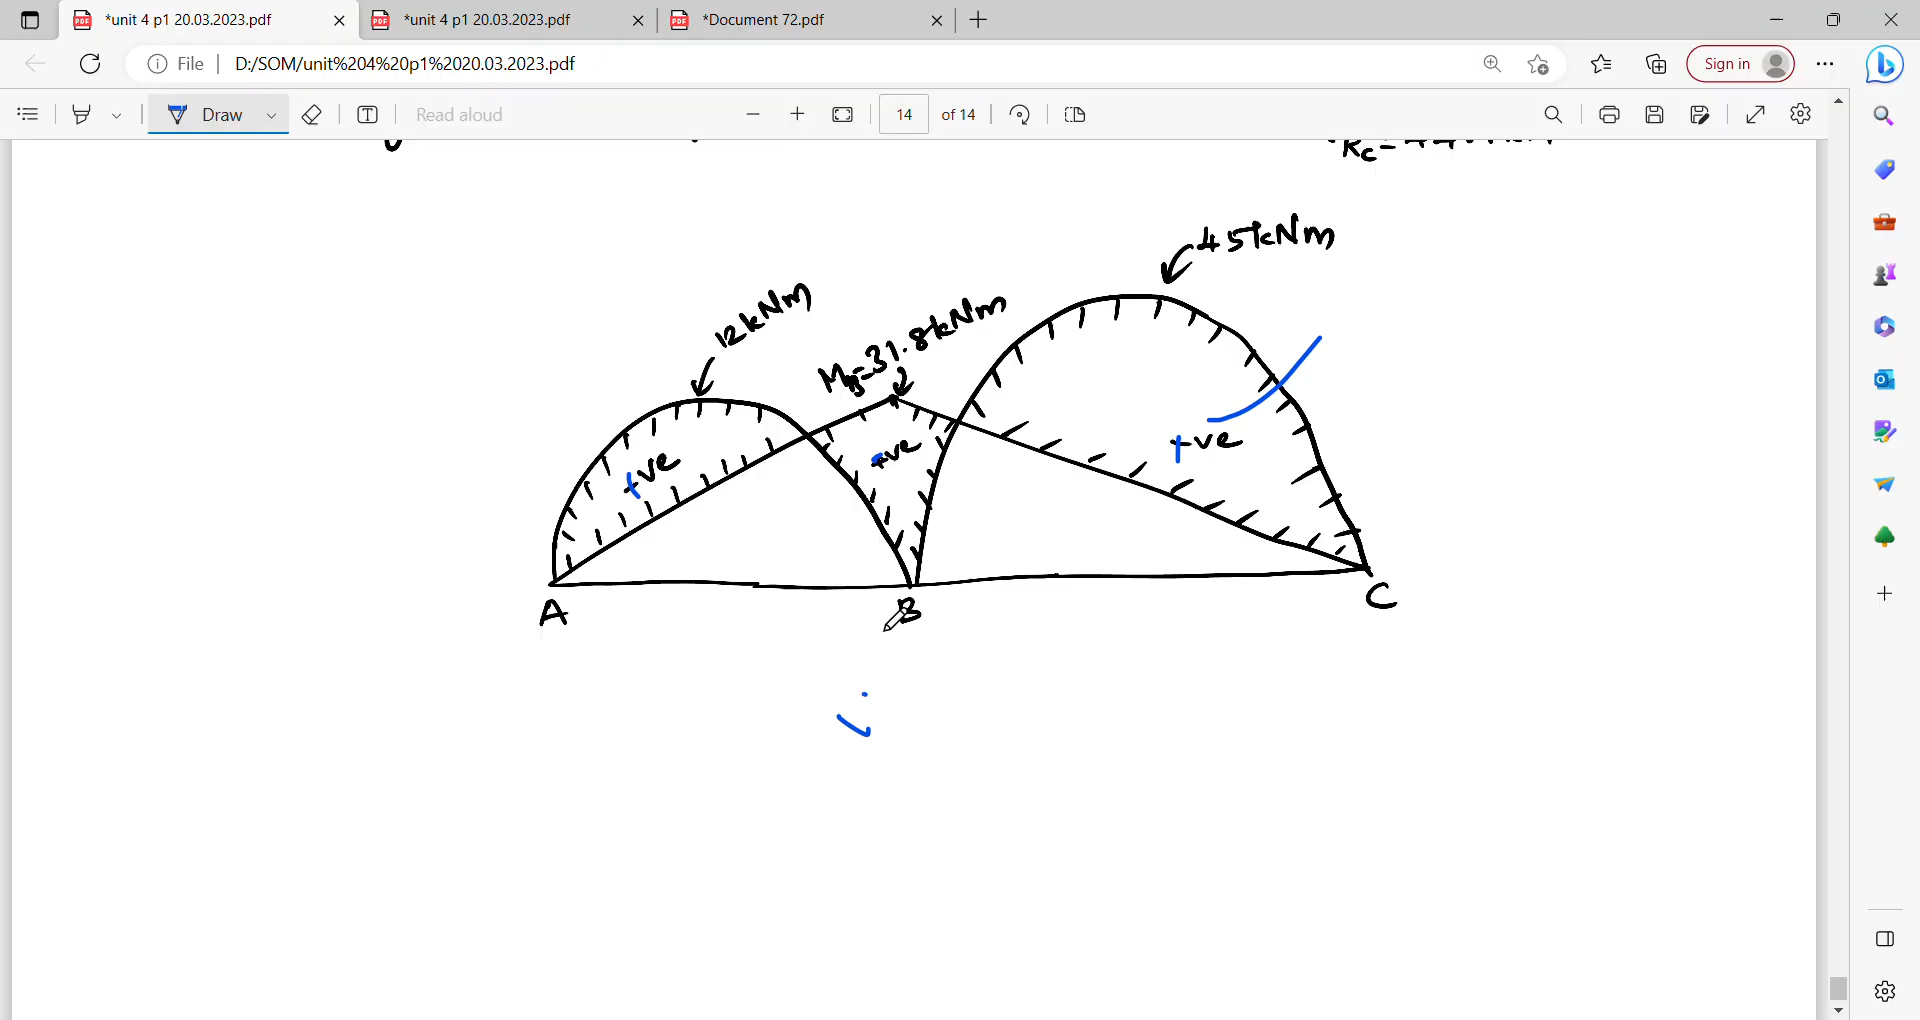 *unit 4 p1 20.03.2023.pdf
*unit 4 p1 20.03.2023.pdf
*Document 72.pdf
File
D:/SOM/unit%204%20p1%2020.03.2023.pdf
Sign in
Draw
Read aloud
14 of 14
45kNm
12kNm
MB=31.8kNm
+ve
+ve
+ve
A
B
C